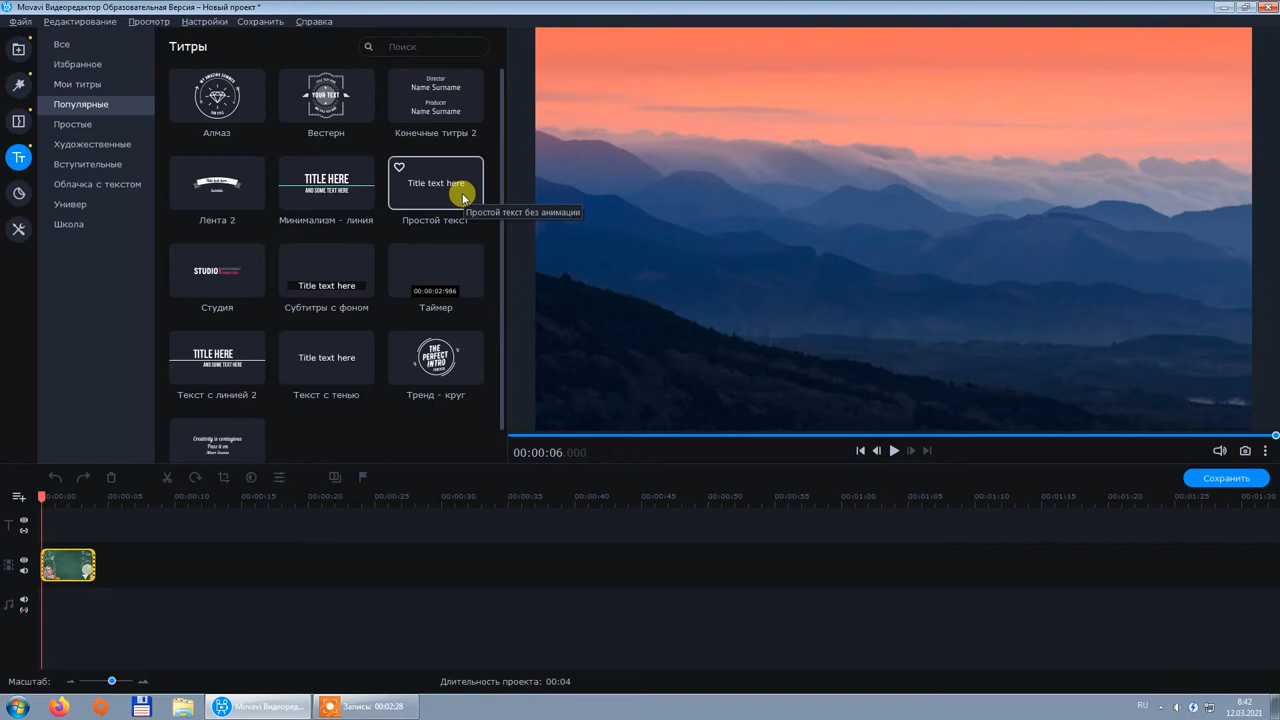 Movavi Видеоредактор Образовательная Версия – Новый проект *
Файл Редактирование Просмотр Настройки Сохранить Справка
Все
Избранное
Мои титры
Популярные
Простые
Художественные
Вступительные
Облачка с текстом
Универ
Школа
Титры
Поиск
MY AMAZING SUMMER
Алмаз
YOUR TEXT
Вестерн
Director
Name Surname
Producer
Name Surname
Конечные титры 2
Лента 2
TITLE HERE
AND SOME TEXT HERE
Минимализм - линия
Title text here
Простой текст
Простой текст без анимации
STUDIO
Студия
Title text here
Субтитры с фоном
00:00:02:986
Таймер
TITLE HERE
AND SOME TEXT HERE
Текст с линией 2
Title text here
Текст с тенью
THE
PERFECT
INTRO
Тренд - круг
Creativity is contagious
Pass it on
Albert Einstein
00:00:06.000
Сохранить
0:00:00 00:00:05 00:00:10 00:00:15 00:00:20 00:00:25 00:00:30 00:00:35 00:00:40 00:00:45 00:00:50 00:00:55 00:01:00 00:01:05 00:01:10 00:01:15 00:01:20 00:01:25 00:01:30
Масштаб:
Длительность проекта: 00:04
Movavi Видеоред...
Запись: 00:02:28
RU
8:42
12.03.2021